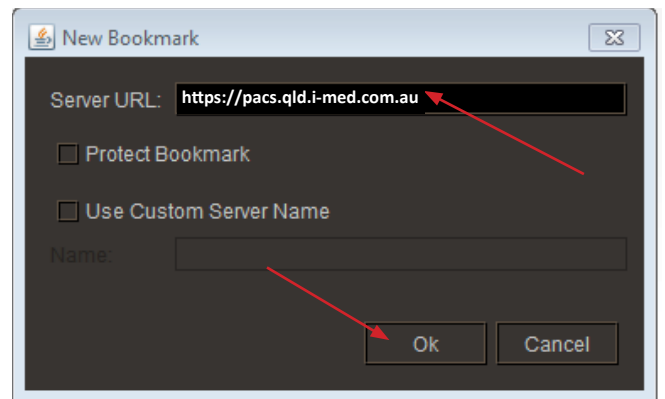 New Bookmark
Server URL: https://pacs.qld.i-med.com.au
Protect Bookmark
Use Custom Server Name
Name:
Ok Cancel